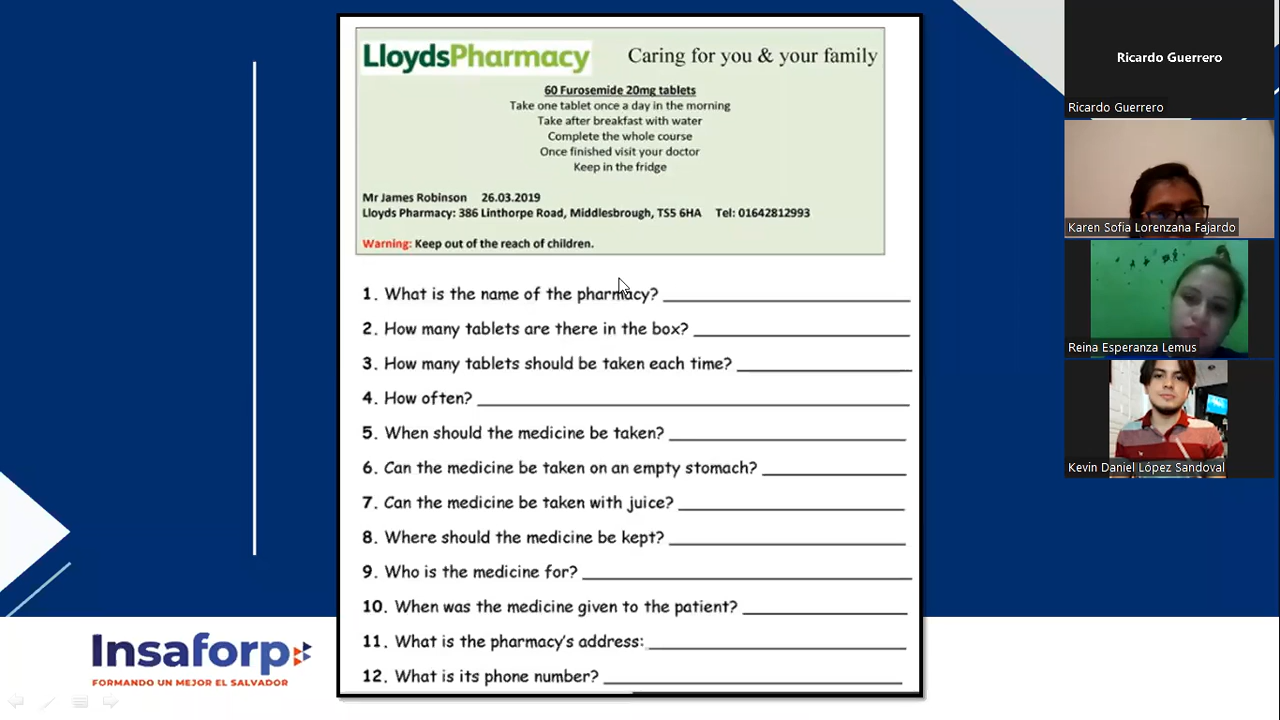 LloydsPharmacy Caring for you & your family
60 Furosemide 20mg tablets
Take one tablet once a day in the morning
Take after breakfast with water
Complete the whole course
Once finished visit your doctor
Keep in the fridge
Mr James Robinson 26.03.2019
Lloyds Pharmacy: 386 Linthorpe Road, Middlesbrough, TS5 6HA Tel: 01642812993
Warning: Keep out of the reach of children.
1. What is the name of the pharmacy?
2. How many tablets are there in the box?
3. How many tablets should be taken each time?
4. How often?
5. When should the medicine be taken?
6. Can the medicine be taken on an empty stomach?
7. Can the medicine be taken with juice?
8. Where should the medicine be kept?
9. Who is the medicine for?
10. When was the medicine given to the patient?
11. What is the pharmacy's address:
12. What is its phone number?
Insaforp
FORMANDO UN MEJOR EL SALVADOR
Ricardo Guerrero
Ricardo Guerrero
Karen Sofia Lorenzana Fajardo
Reina Esperanza Lemus
Kevin Daniel López Sandoval